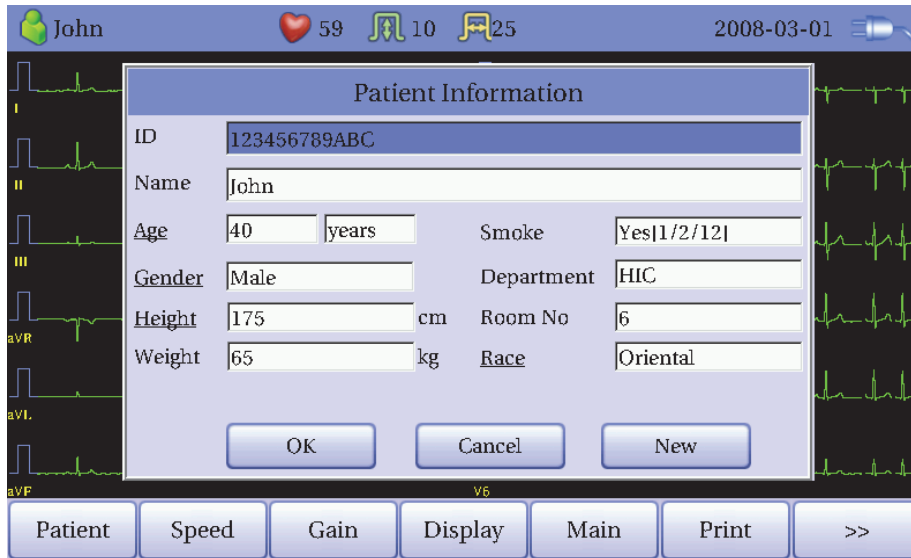 John 59 10 25 2008-03-01
Patient Information
I
ID 123456789ABC
II
Name John
Age 40 years Smoke Yes[1/2/12]
III
Gender Male Department HIC
Height 175 cm Room No 6
aVR
Weight 65 kg Race Oriental
aVL
OK Cancel New
aVF V6
Patient Speed Gain Display Main Print >>